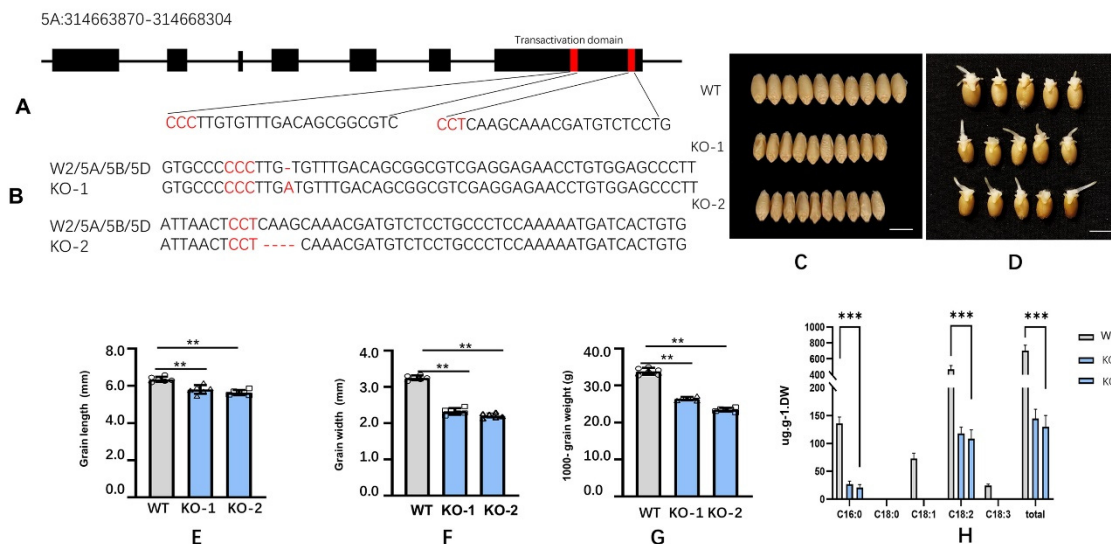 5A:314663870-314668304
Transactivation domain
A
CCCTTGTGTTTGACAGCGGCGTC
CCTCAAGCAAACGATGTCTCCTG
B
W2/5A/5B/5D GTGCCCCCCTTG-TGTTTGACAGCGGCGTCGAGGAGAACCTGTGGAGCCCTT
KO-1 GTGCCCCCCTTGATGTTTGACAGCGGCGTCGAGGAGAACCTGTGGAGCCCTT
W2/5A/5B/5D ATTAACTCCTCAAGCAAACGATGTCTCCTGCCCTCCAAAAATGATCACTGTG
KO-2 ATTAACTCCT ---- CAAACGATGTCTCCTGCCCTCCAAAAATGATCACTGTG
WT
KO-1
KO-2
C
D
Grain length (mm)
8.0
6.0
4.0
2.0
0.0
**
**
WT KO-1 KO-2
E
Grain width (mm)
4.0
3.0
2.0
1.0
0.0
**
**
WT KO-1 KO-2
F
1000- grain weight (g)
40.0
30.0
20.0
10.0
0.0
**
**
WT KO-1 KO-2
G
ug.g-1.DW
1000
800
600
400
200
150
100
50
0
***
***
***
C16:0 C18:0 C18:1 C18:2 C18:3 total
H